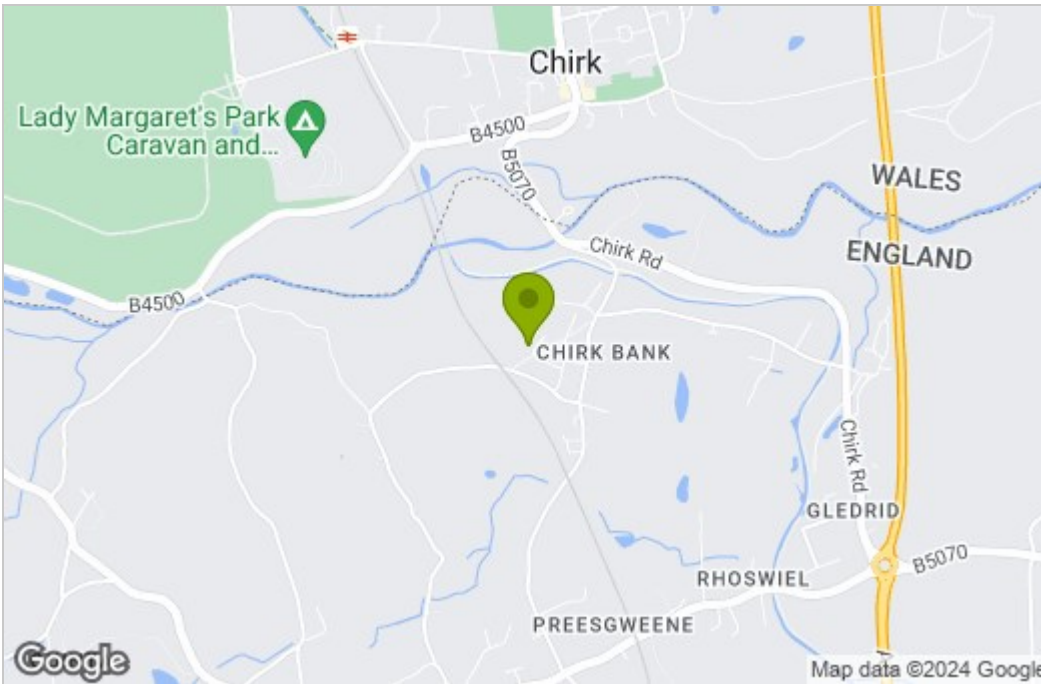 Chirk
Lady Margaret's Park
Caravan and...
B4500
B5070
WALES
ENGLAND
Chirk Rd
B4500
CHIRK BANK
Chirk Rd
GLEDRID
B5070
RHOSWIEL
PREESGWEENE
Google
Map data ©2024 Google